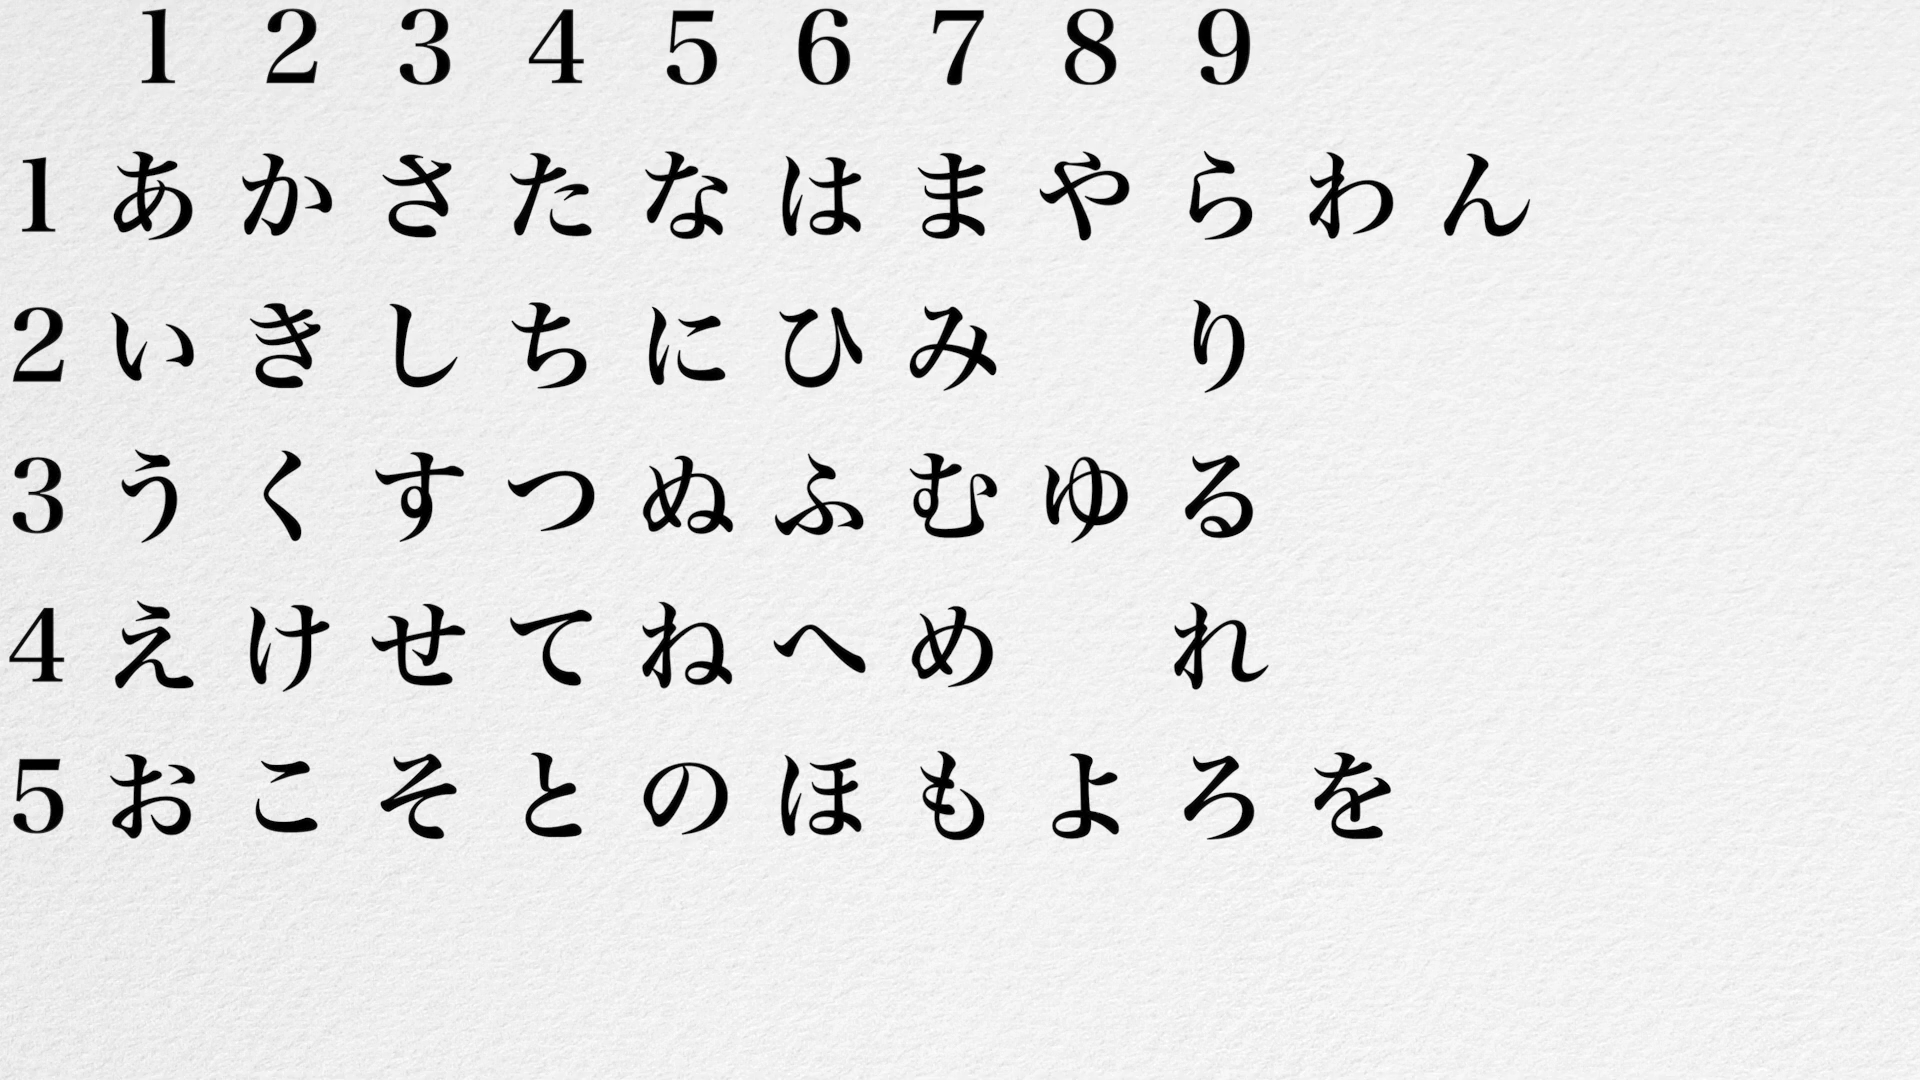 1 2 3 4 5 6 7 8 9
1 あ か さ た な は ま や ら わ ん
2 い き し ち に ひ み り
3 う く す つ ぬ ふ む ゆ る
4 え け せ て ね へ め れ
5 お こ そ と の ほ も よ ろ を